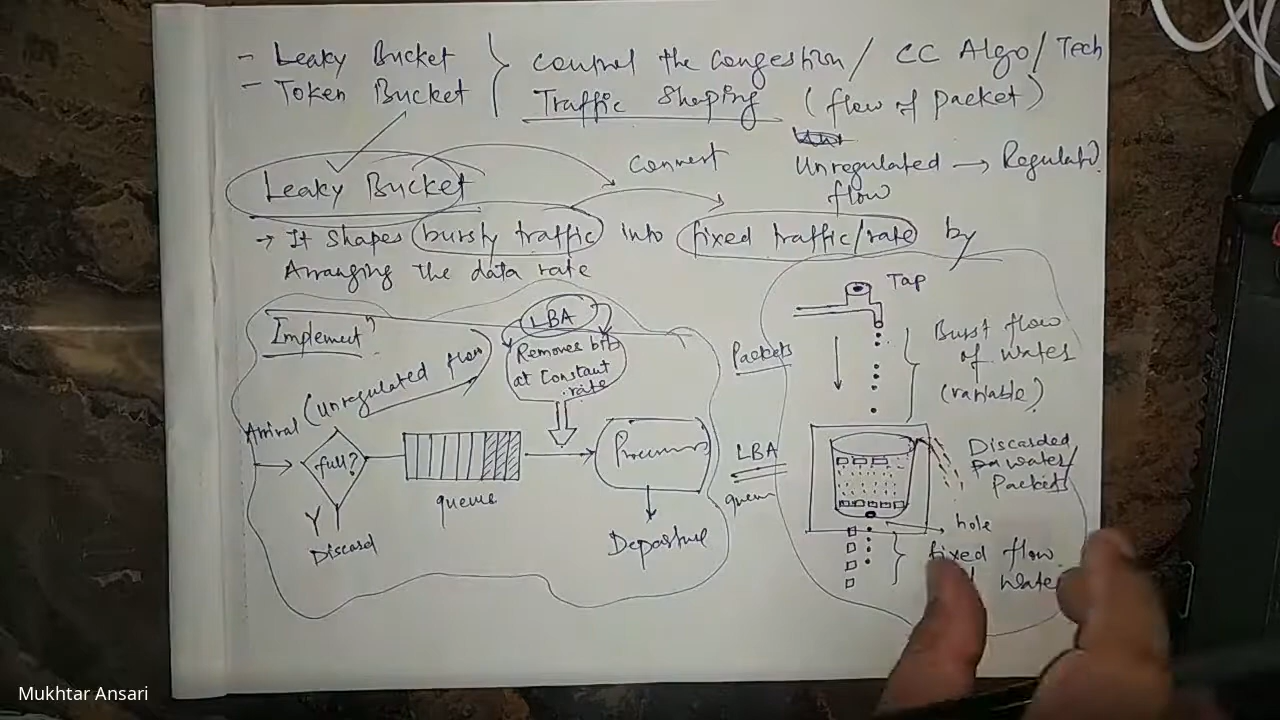 - Leaky Bucket
- Token Bucket
control the congestion / CC Algo / Tech
Traffic Shaping (flow of packet)
Unregulated → Regulated
flow
convert
Leaky Bucket
→ It shapes bursty traffic into fixed traffic/rate by
Arranging the data rate
Implement
LBA
Removes bit
at constant
rate
Arrival (unregulated flow
full?
queue
Y
Discard
Departure
Tap
Packets
Burst flow
of water
(variable)
LBA
queue
Discarded
water/
Packets
hole
fixed flow
water
Mukhtar Ansari